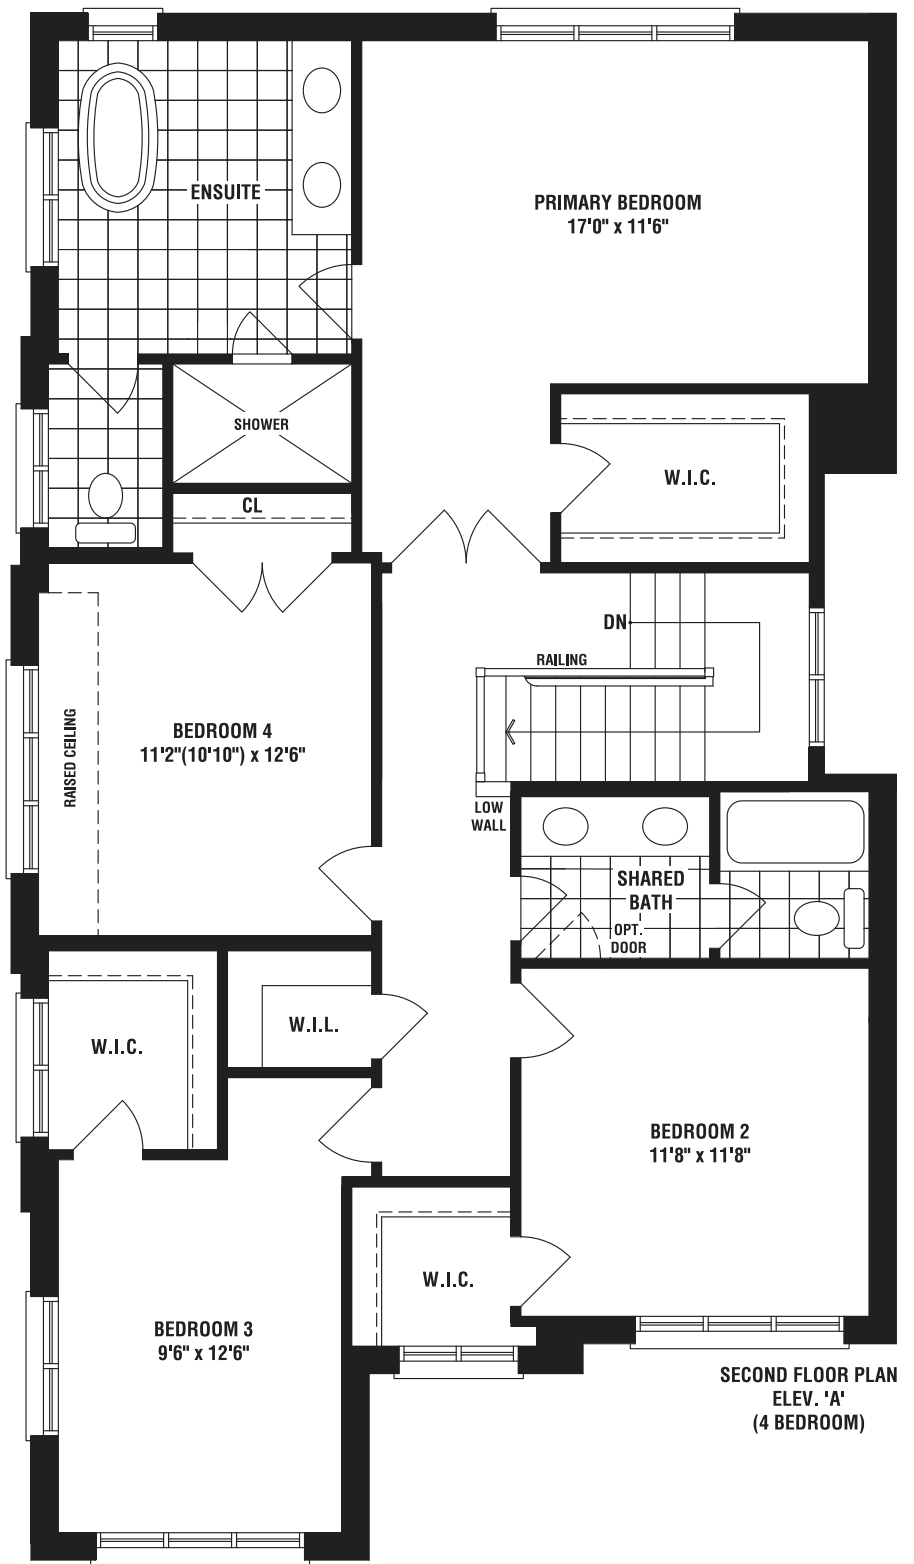 ENSUITE
PRIMARY BEDROOM
17'0" x 11'6"
SHOWER
W.I.C.
CL
DN
RAILING
RAISED CEILING
BEDROOM 4
11'2"(10'10") x 12'6"
LOW
WALL
SHARED
BATH
OPT.
DOOR
W.I.L.
W.I.C.
BEDROOM 2
11'8" x 11'8"
W.I.C.
BEDROOM 3
9'6" x 12'6"
SECOND FLOOR PLAN
ELEV. 'A'
(4 BEDROOM)